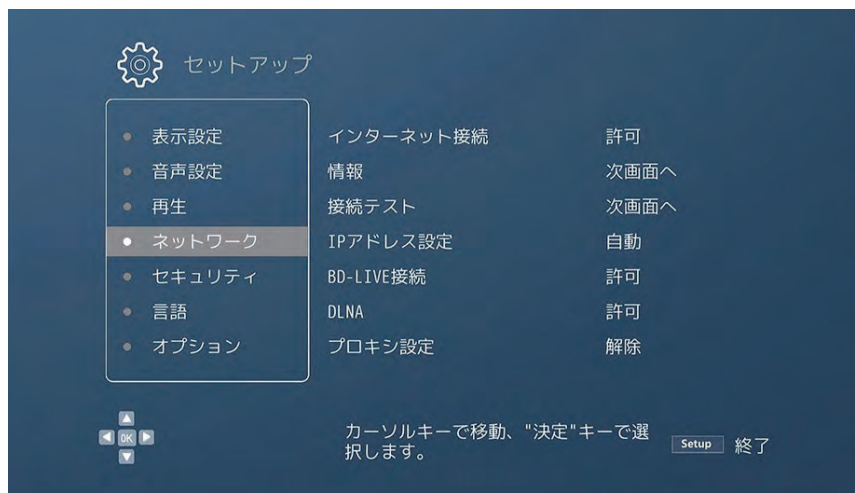 セットアップ
表示設定
音声設定
再生
ネットワーク
セキュリティ
言語
オプション
インターネット接続 許可
情報 次画面へ
接続テスト 次画面へ
IPアドレス設定 自動
BD-LIVE接続 許可
DLNA 許可
プロキシ設定 解除
OK
カーソルキーで移動、"決定"キーで選
択します。
Setup 終了